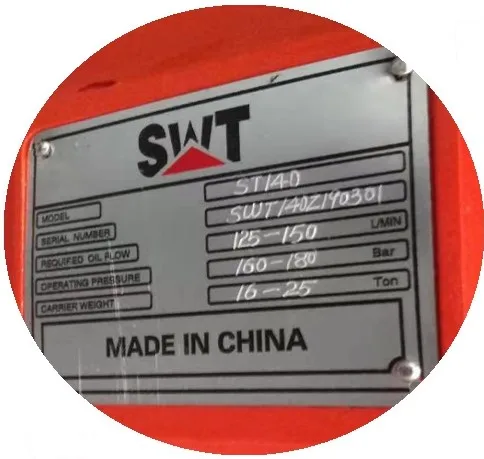 SWT
MODEL ST140
SERIAL NUMBER SWT140Z190301
REQUIRED OIL FLOW 125-150 L/MIN
OPERATING PRESSURE 160-180 Bar
CARRIER WEIGHT 16-25 Ton
MADE IN CHINA